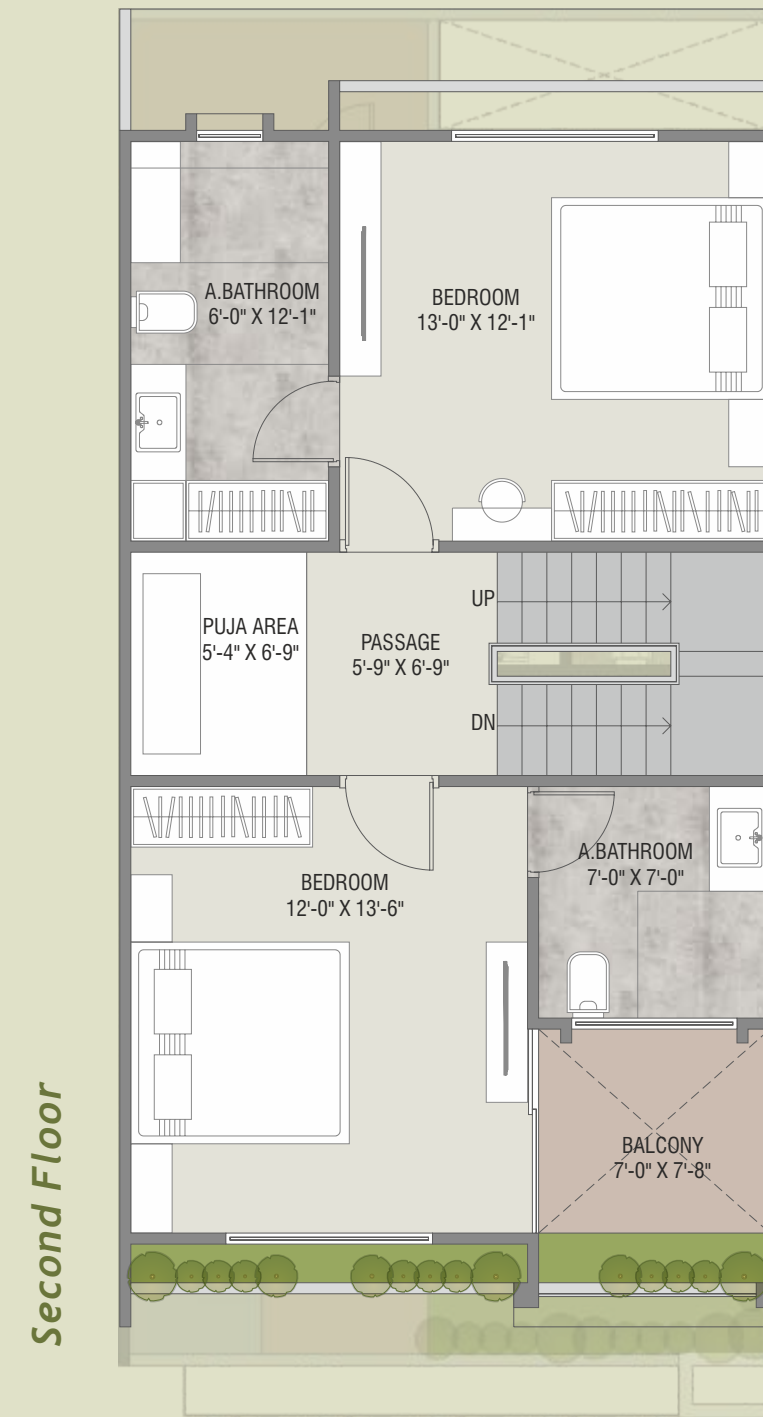 A.BATHROOM
6'-0" X 12'-1"
BEDROOM
13'-0" X 12'-1"
UP
PUJA AREA
5'-4" X 6'-9"
PASSAGE
5'-9" X 6'-9"
DN
A.BATHROOM
7'-0" X 7'-0"
BEDROOM
12'-0" X 13'-6"
BALCONY
7'-0" X 7'-8"
Second Floor